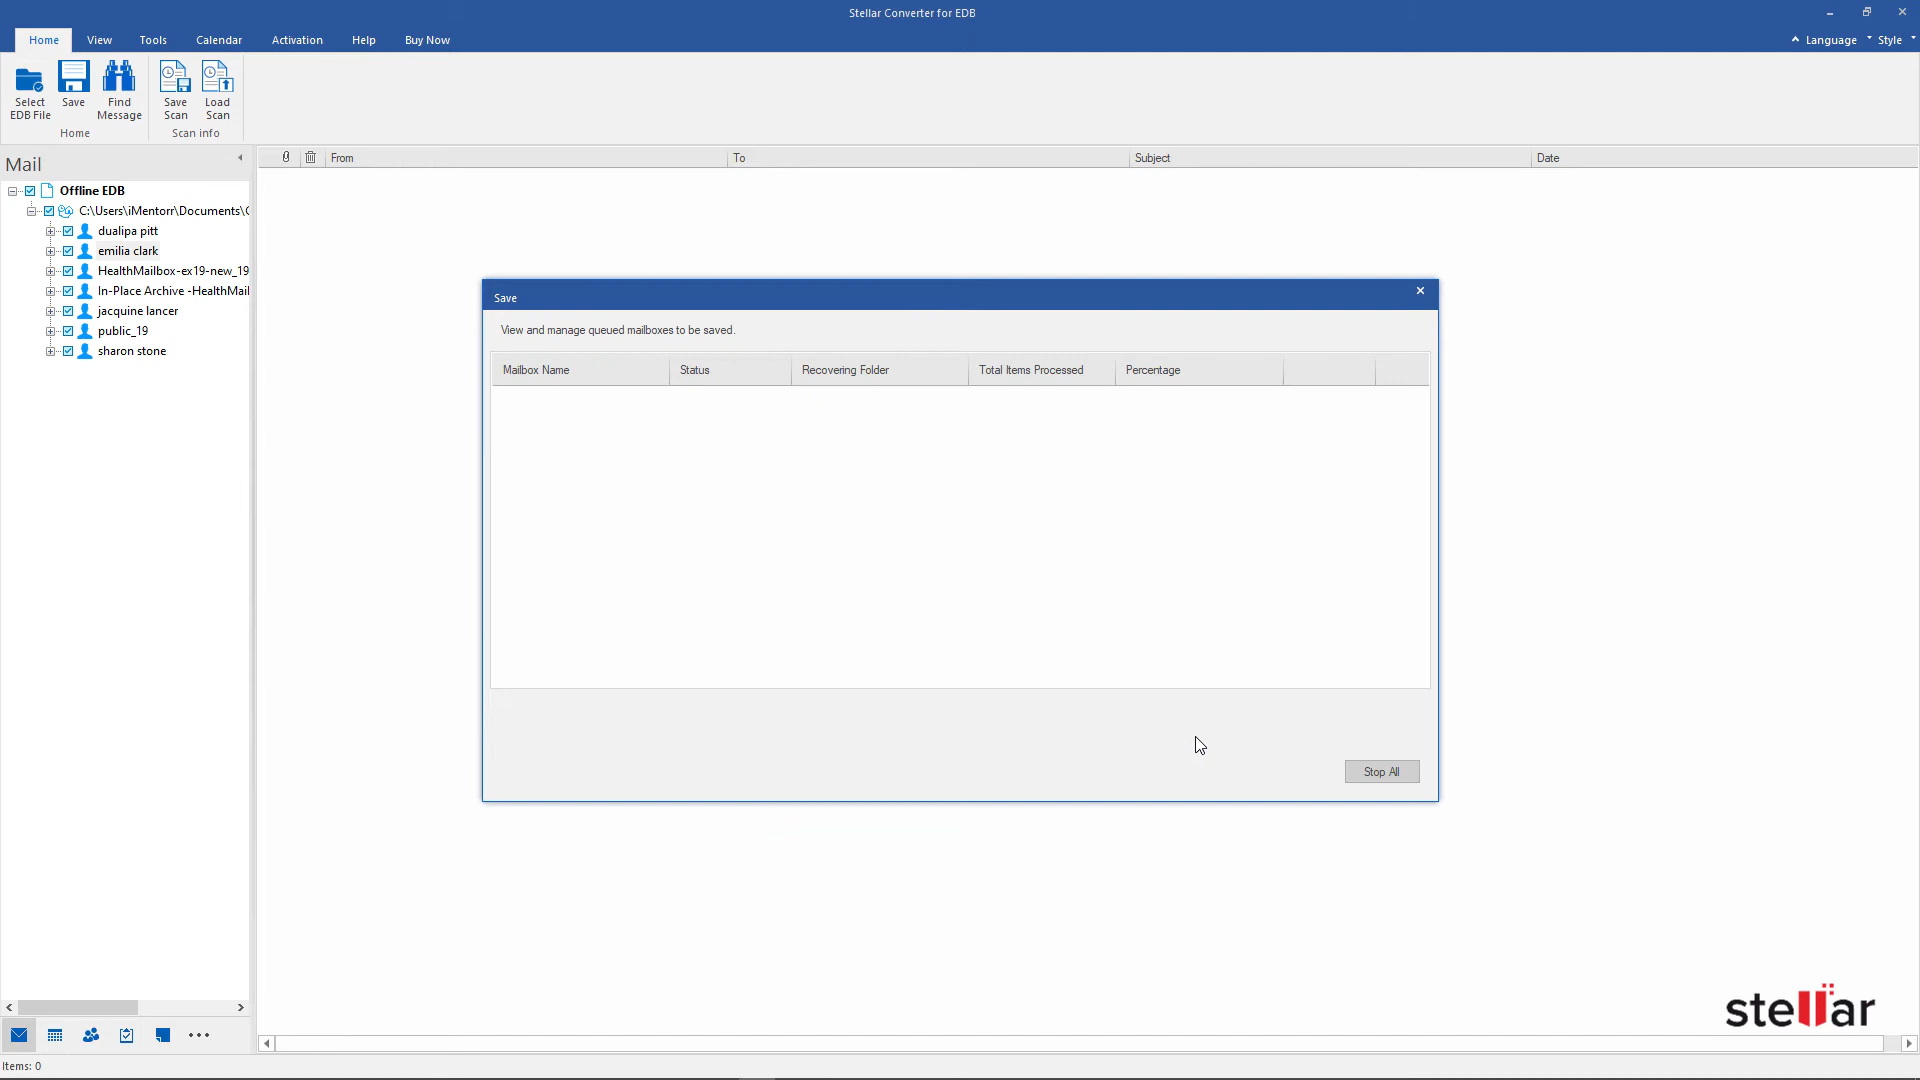 Stellar Converter for EDB
Home View Tools Calendar Activation Help Buy Now Language Style
Select EDB File
Save
Find Message
Save Scan
Load Scan
Home
Scan info
Mail
From To Subject Date
Offline EDB
C:\Users\iMentorr\Documents\
dualipa pitt
emilia clark
HealthMailbox-ex19-new_19
In-Place Archive -HealthMail
jacquine lancer
public_19
sharon stone
Save
View and manage queued mailboxes to be saved.
Mailbox Name Status Recovering Folder Total Items Processed Percentage
Stop All
stellar
Items: 0